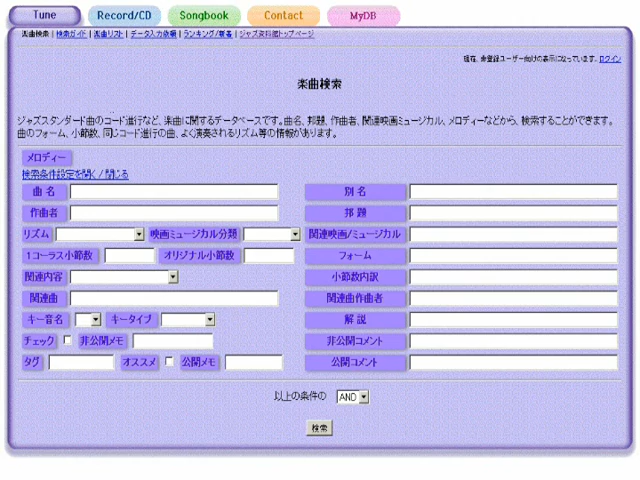 Tune Record/CD Songbook Contact MyDB
楽曲検索 | 検索ガイド | 楽曲リスト | データ入力依頼 | ランキング/新着 | ジャズ資料館トップページ
現在、未登録ユーザー向けの表示になっています。ログイン
楽曲検索
ジャズスタンダード曲のコード進行など、楽曲に関するデータベースです。曲名、邦題、作曲者、関連映画ミュージカル、メロディーなどから、検索することができます。
曲のフォーム、小節数、同じコード進行の曲、よく演奏されるリズム等の情報があります。
メロディー
検索条件設定を開く / 閉じる
曲 名 別 名
作曲者 邦 題
リズム 映画ミュージカル分類 関連映画/ミュージカル
1コーラス小節数 オリジナル小節数 フォーム
関連内容 小節数内訳
関連曲 関連曲作曲者
キー音名 キータイプ 解 説
チェック 非公開メモ 非公開コメント
タグ オススメ 公開メモ 公開コメント
以上の条件の AND
検索